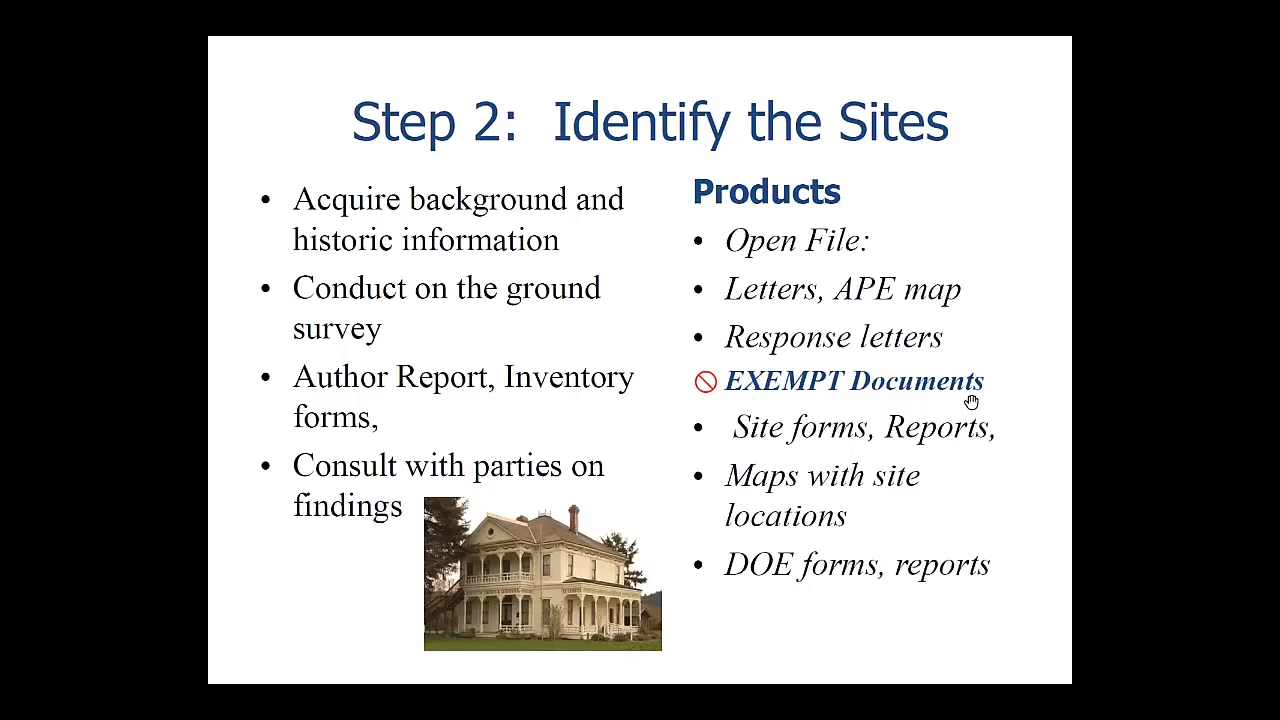 Step 2: Identify the Sites
• Acquire background and
historic information
• Conduct on the ground
survey
• Author Report, Inventory
forms,
• Consult with parties on
findings
Products
• Open File:
• Letters, APE map
• Response letters
EXEMPT Documents
• Site forms, Reports,
• Maps with site
locations
• DOE forms, reports